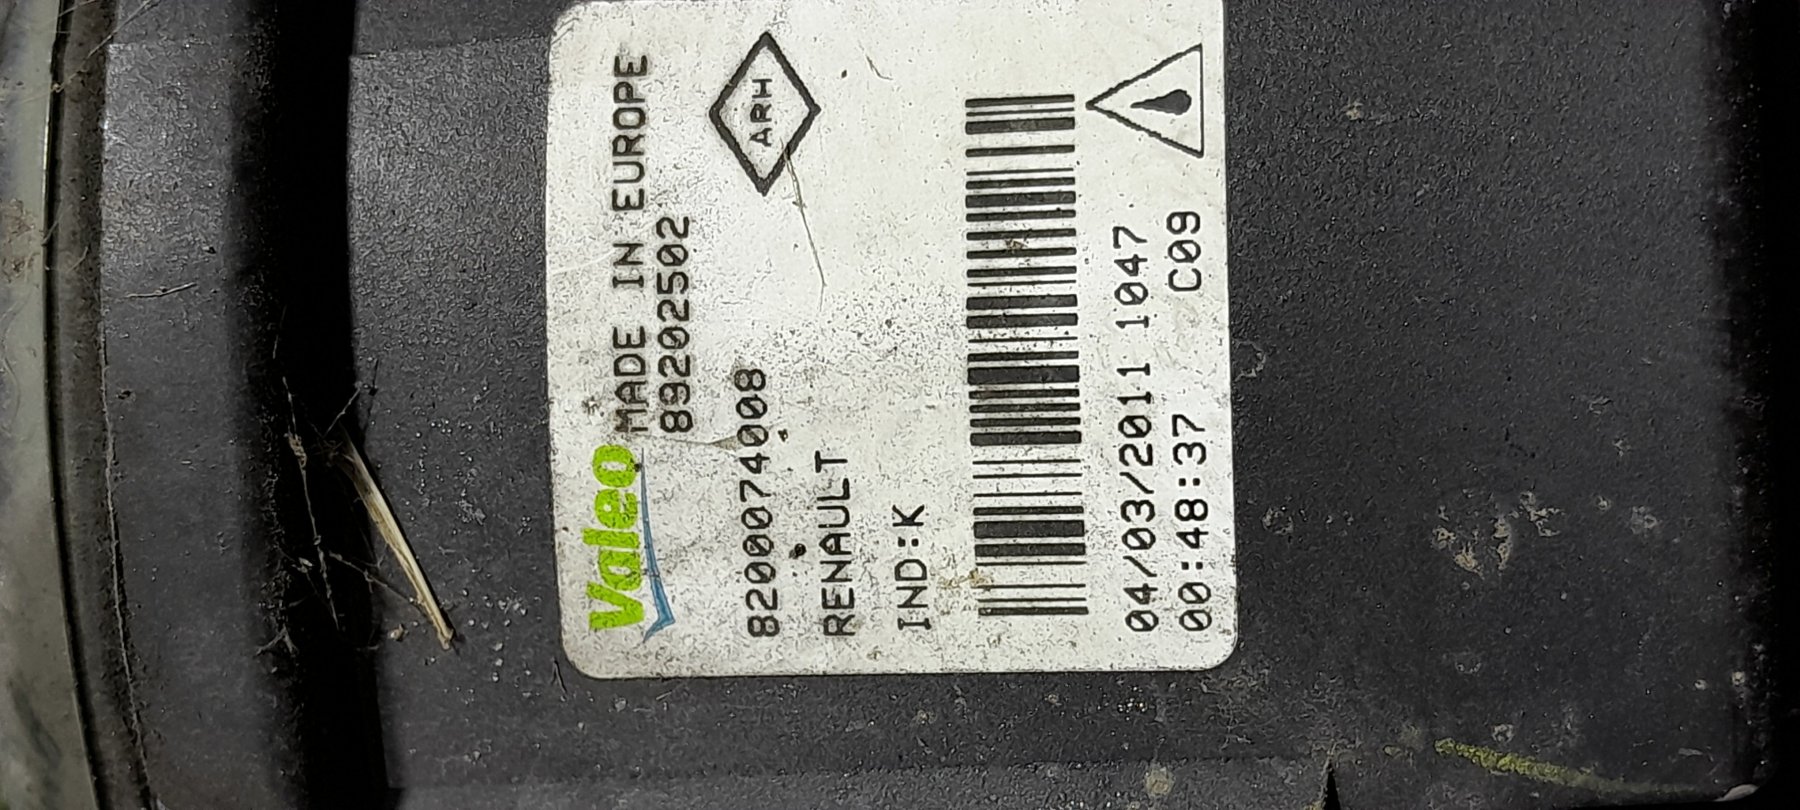 Valeo MADE IN EUROPE
89202502
8200074008
ARH
RENAULT
IND:K
04/03/2011 1047
00:48:37 C09